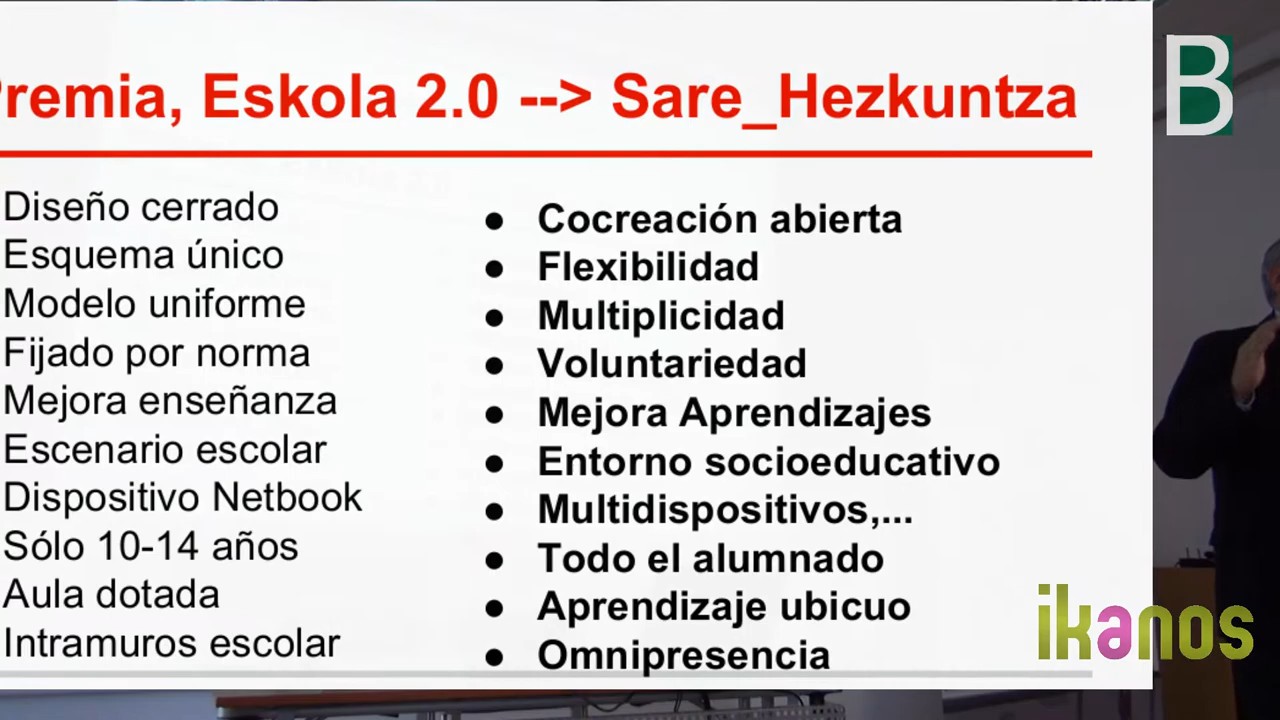 Premia, Eskola 2.0 --> Sare_Hezkuntza
Diseño cerrado
Esquema único
Modelo uniforme
Fijado por norma
Mejora enseñanza
Escenario escolar
Dispositivo Netbook
Sólo 10-14 años
Aula dotada
Intramuros escolar
● Cocreación abierta
● Flexibilidad
● Multiplicidad
● Voluntariedad
● Mejora Aprendizajes
● Entorno socioeducativo
● Multidispositivos,...
● Todo el alumnado
● Aprendizaje ubicuo
● Omnipresencia
B
ikanos